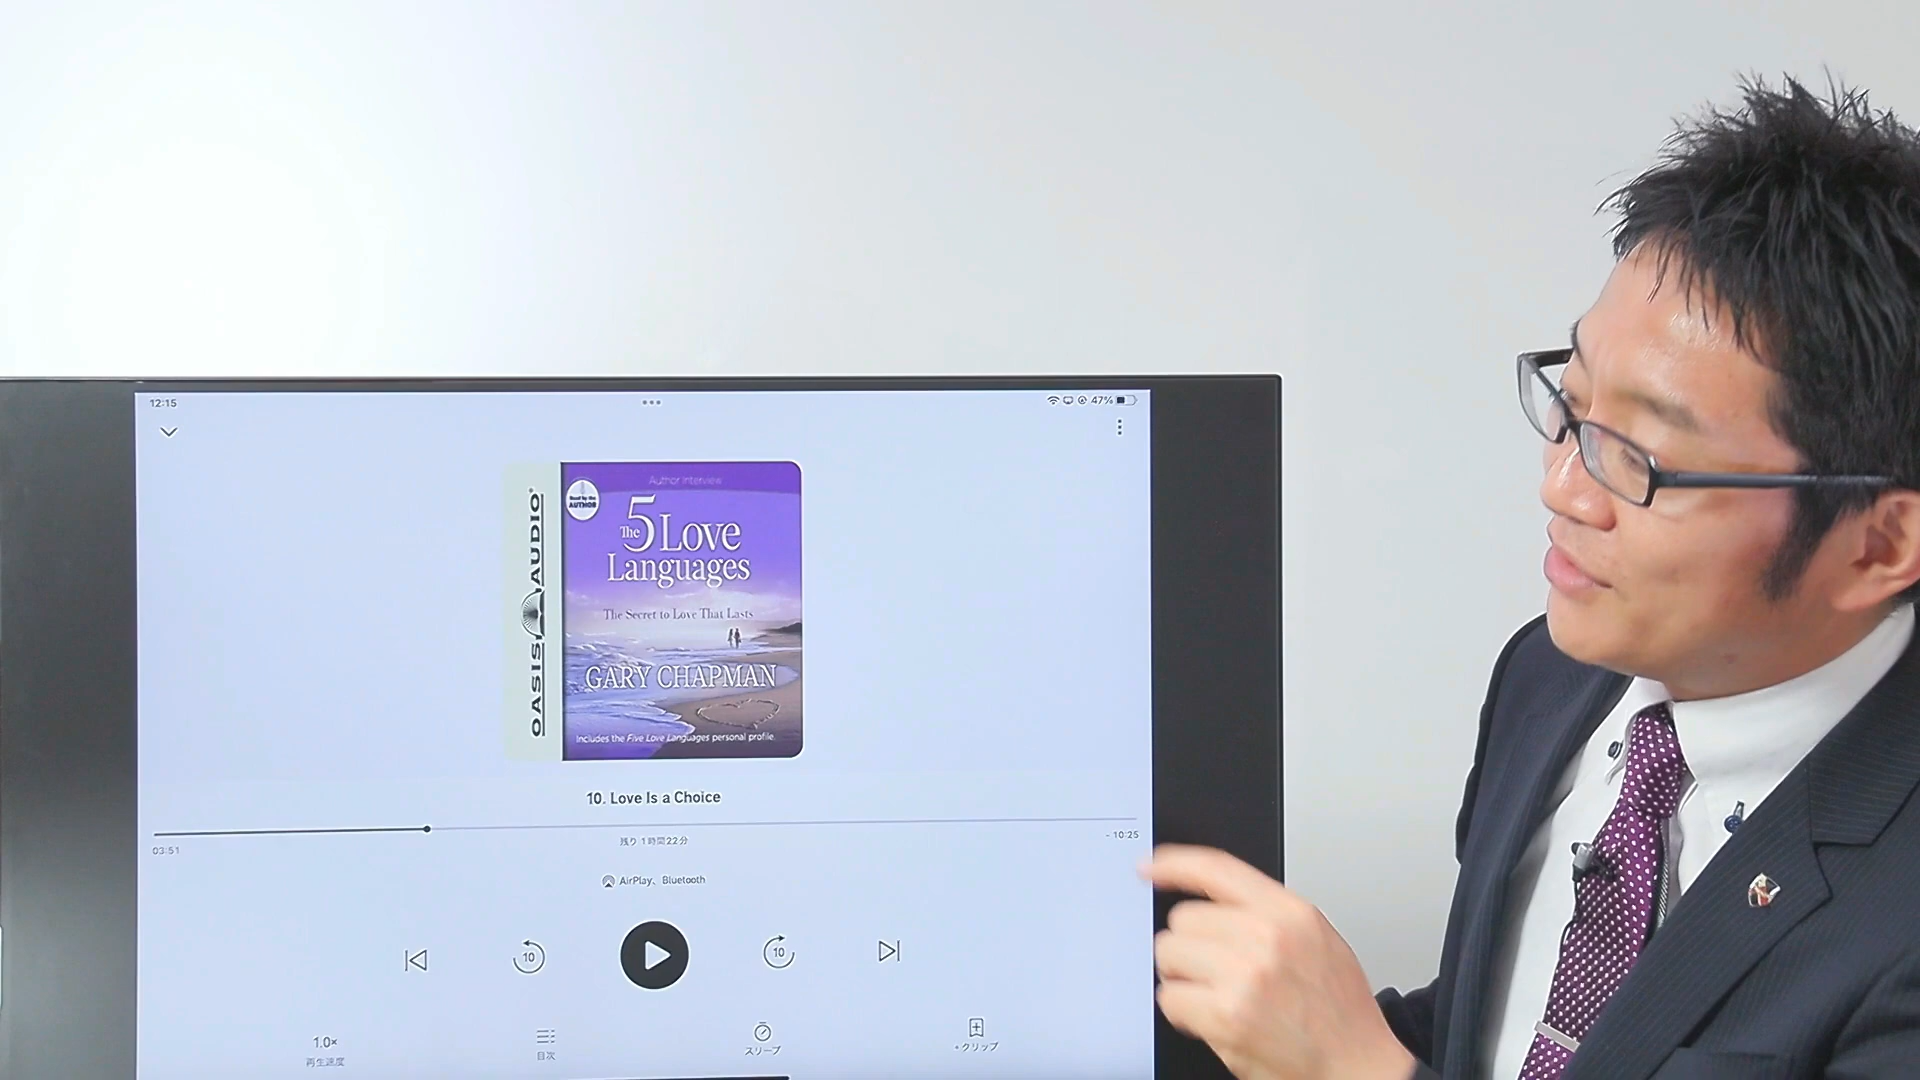 12:15
47%
Author Interview
Read by the
AUTHOR
The 5 Love
Languages
The Secret to Love That Lasts
GARY CHAPMAN
Includes the Five Love Languages personal profile.
OASIS AUDIO®
10. Love Is a Choice
03:51
残り 1時間22分
- 10:25
AirPlay、Bluetooth
10
10
1.0×
再生速度
目次
スリープ
+クリップ